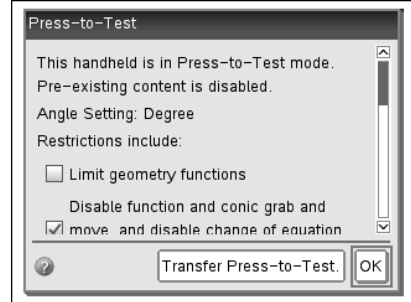 Press-to-Test
This handheld is in Press-to-Test mode.
Pre-existing content is disabled.
Angle Setting: Degree
Restrictions include:
Limit geometry functions
Disable function and conic grab and
move and disable change of equation
? Transfer Press-to-Test. OK